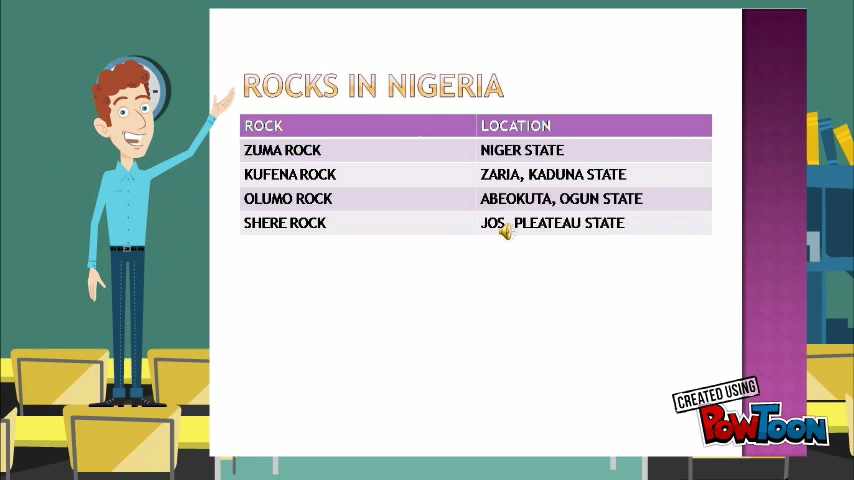 ROCKS IN NIGERIA
ROCK LOCATION
ZUMA ROCK NIGER STATE
KUFENA ROCK ZARIA, KADUNA STATE
OLUMO ROCK ABEOKUTA, OGUN STATE
SHERE ROCK JOS, PLEATEAU STATE
CREATED USING
POWTOON